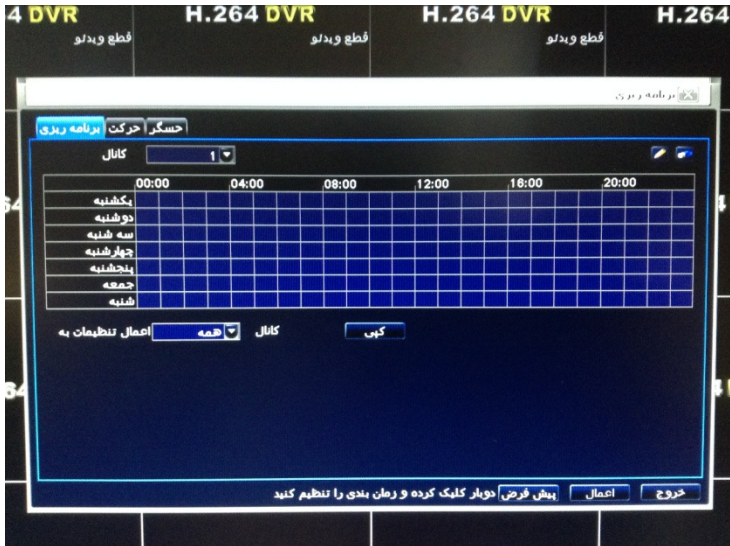 4 DVR H.264 DVR H.264 DVR H.264
قطع ویدئو قطع ویدئو قطع ویدئو
برنامه ریزی
برنامه ریزی حرکت حسگر
کانال 1
00:00 04:00 08:00 12:00 16:00 20:00
یکشنبه
دوشنبه
سه شنبه
چهارشنبه
پنجشنبه
جمعه
شنبه
اعمال تنظیمات به همه کانال کپی
64
دوبار کلیک کرده و زمان بندی را تنظیم کنید پیش فرض اعمال خروج